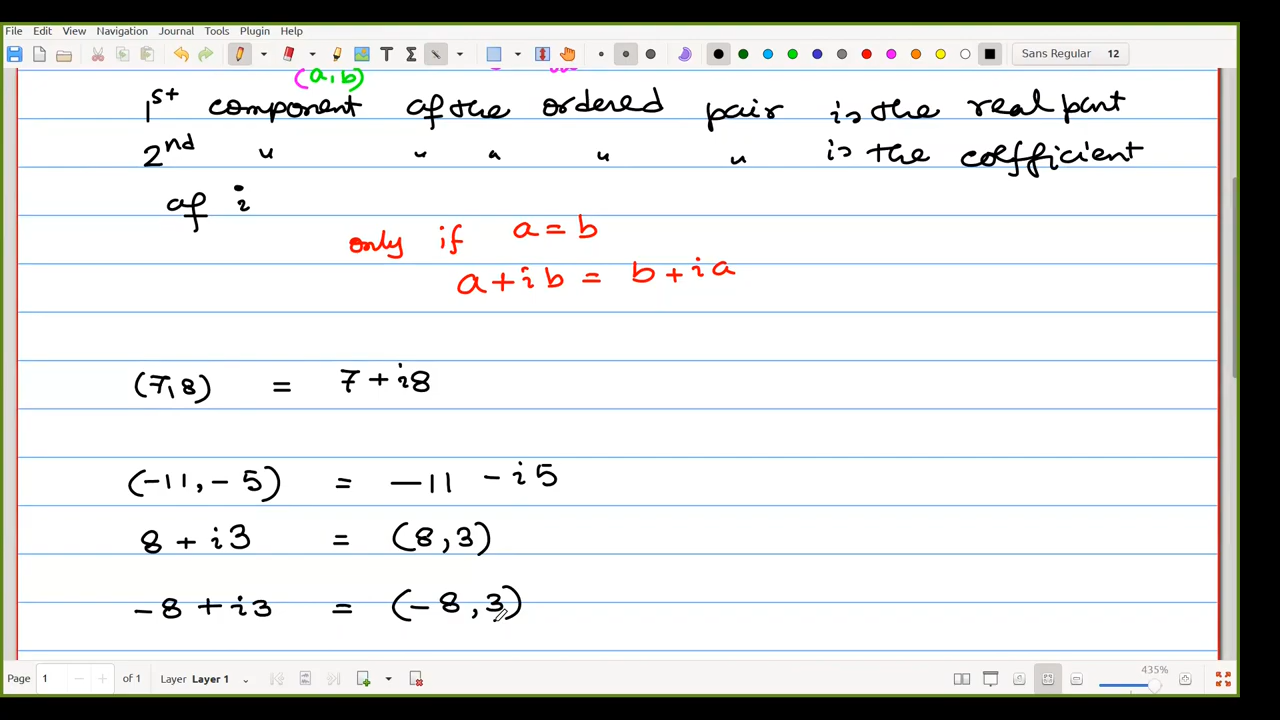 File Edit View Navigation Journal Tools Plugin Help
Sans Regular 12
(a,b)
1st component of the ordered pair is the real part
2nd " " " " " is the coefficient
of i
only if a = b
a + i b = b + i a
(7,8) = 7 + i8
(-11, -5) = -11 - i5
8 + i3 = (8,3)
-8 + i3 = (-8,3)
435%
Page 1 of 1 Layer Layer 1